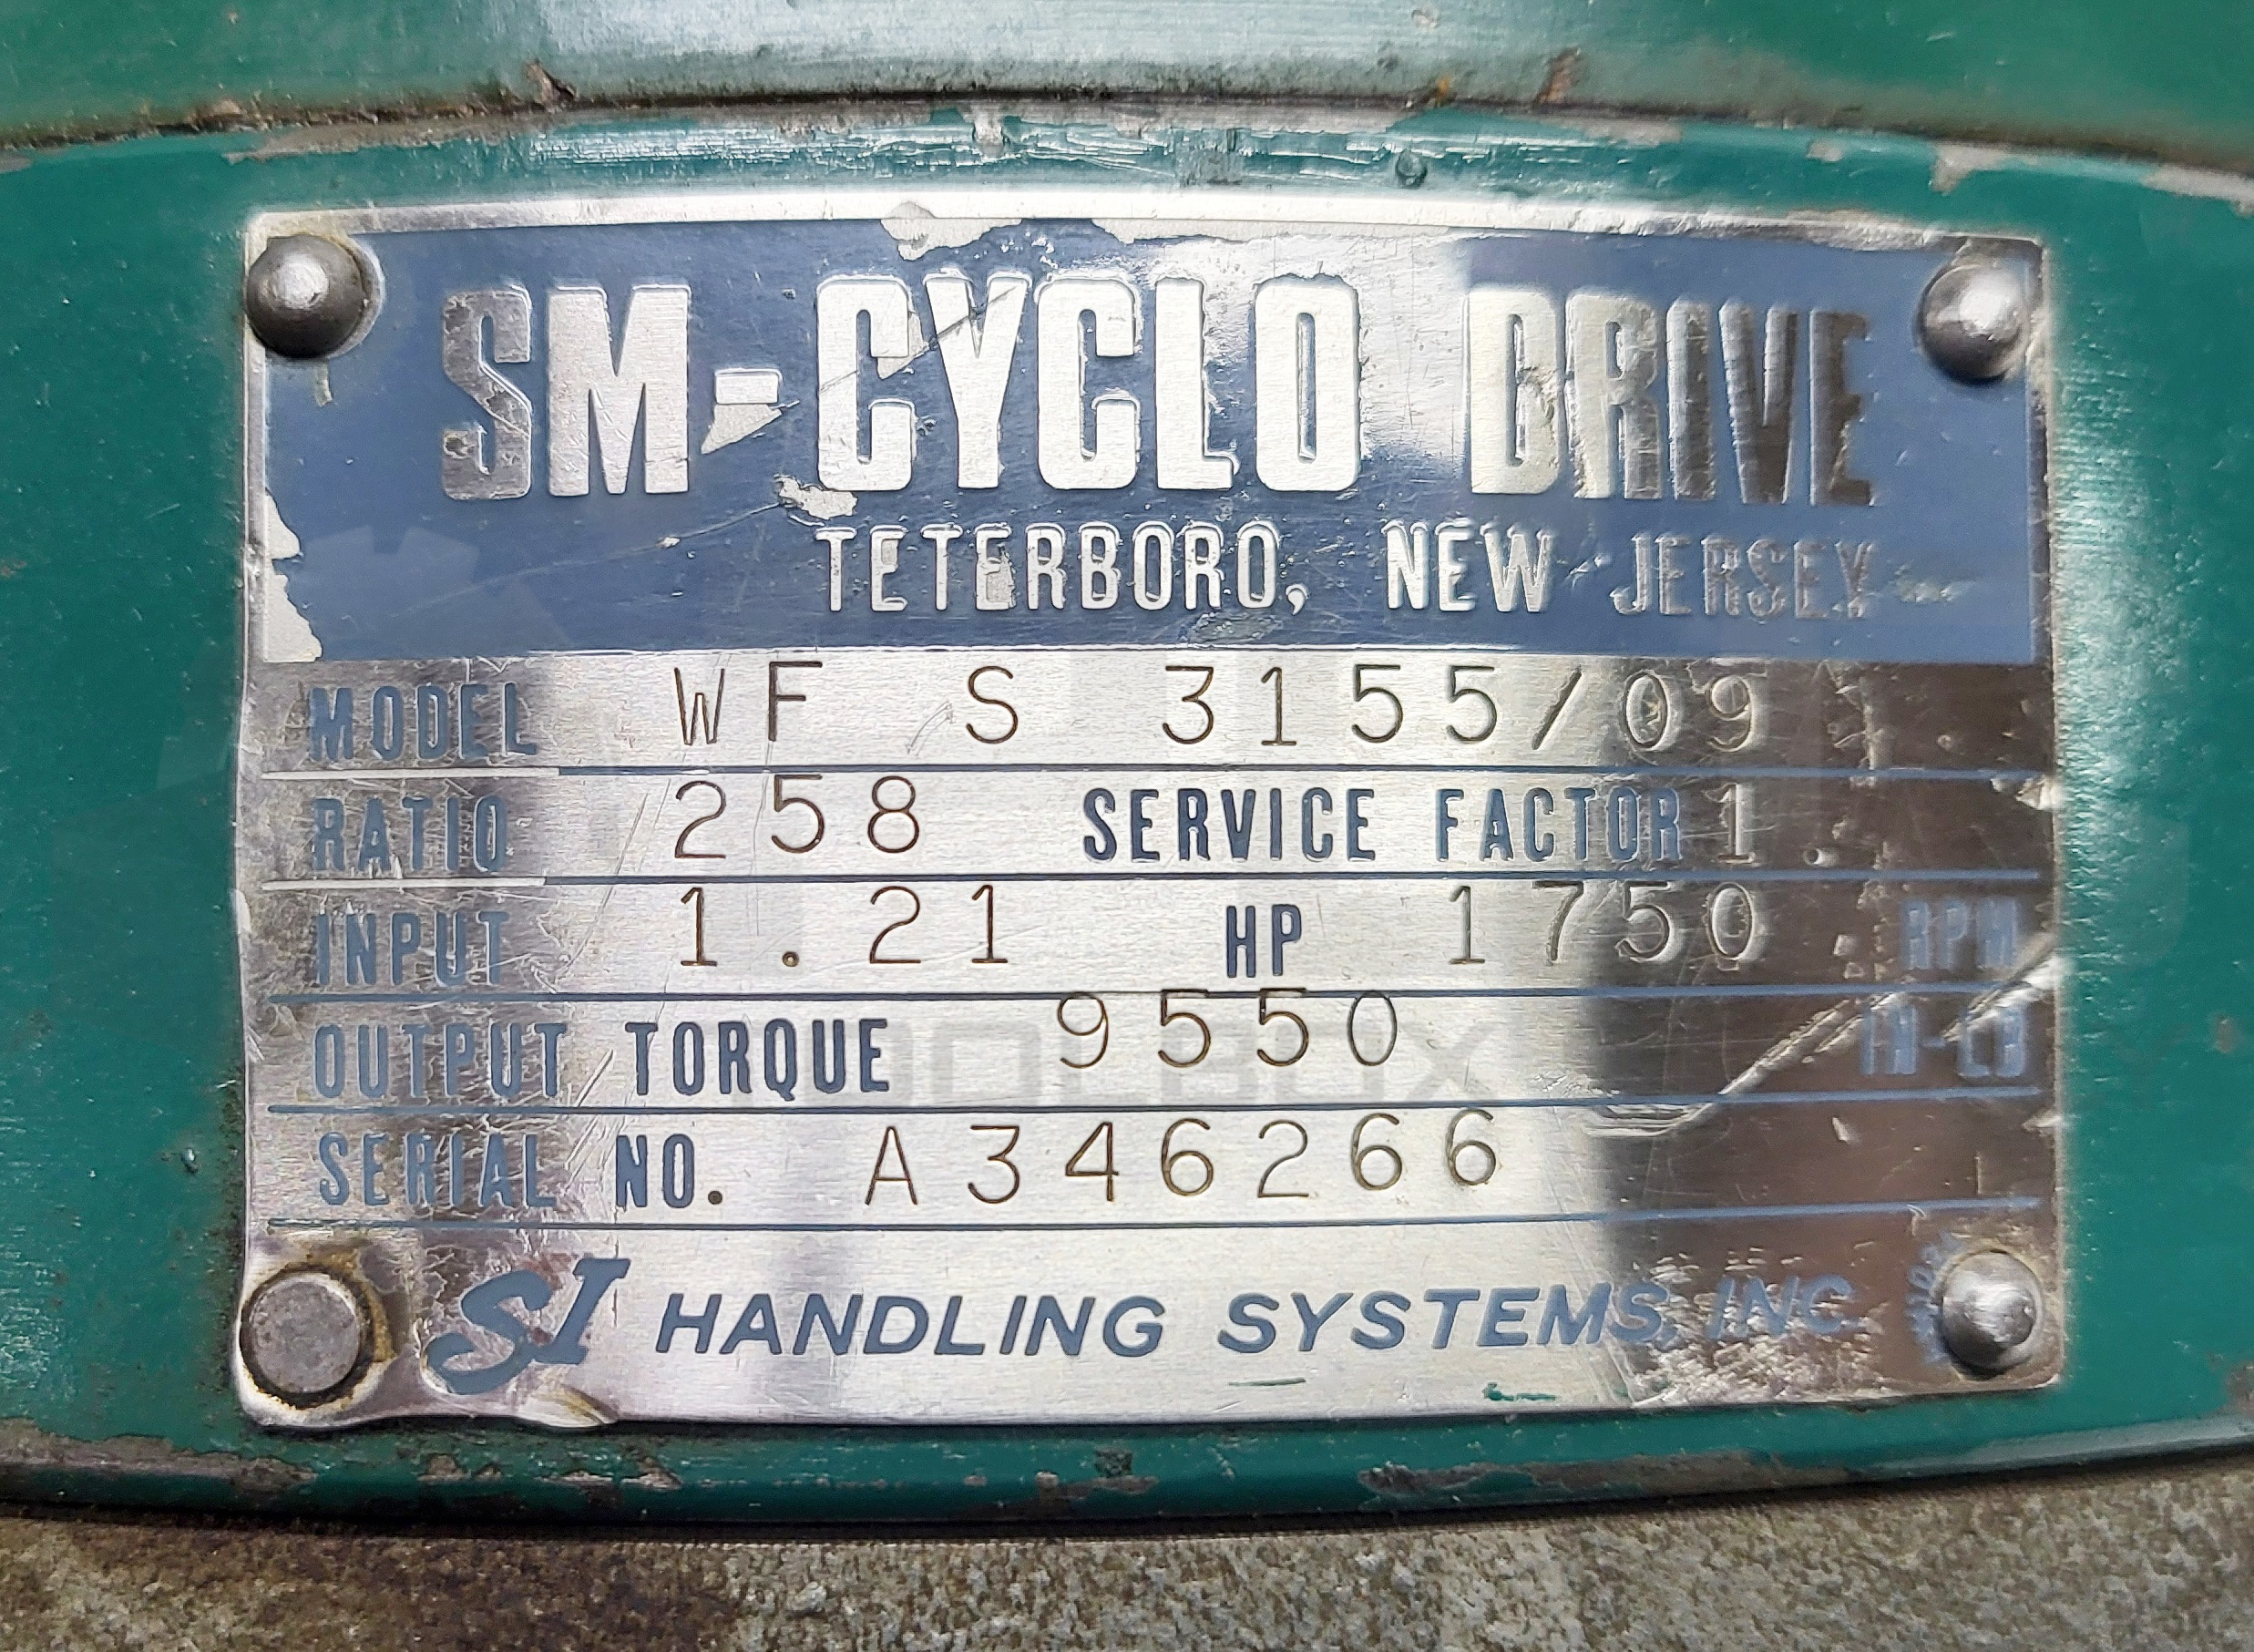 SM-CYCLO DRIVE
TETERBORO, NEW JERSEY
MODEL WF S 3155/09
RATIO 258 SERVICE FACTOR 1.
INPUT 1.21 HP 1750 RPM
OUTPUT TORQUE 9550 IN-LB
SERIAL NO. A346266
SI HANDLING SYSTEMS, INC.